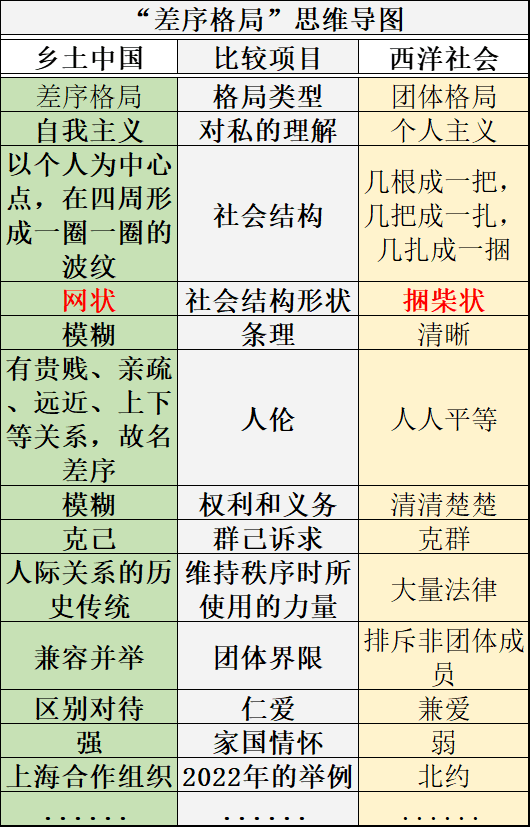 “差序格局”思维导图
乡土中国 比较项目 西洋社会
差序格局 格局类型 团体格局
自我主义 对私的理解 个人主义
以个人为中心
点，在四周形
成一圈一圈的
波纹
社会结构
几根成一把，
几把成一扎，
几扎成一捆
网状 社会结构形状 捆柴状
模糊 条理 清晰
有贵贱、亲疏
、远近、上下
等关系，故名
差序
人伦
人人平等
模糊 权利和义务 清清楚楚
克己 群己诉求 克群
人际关系的历
史传统
维持秩序时所
使用的力量
大量法律
兼容并举
团体界限
排斥非团体成
员
区别对待 仁爱 兼爱
强 家国情怀 弱
上海合作组织 2022年的举例 北约
...... ...... ......